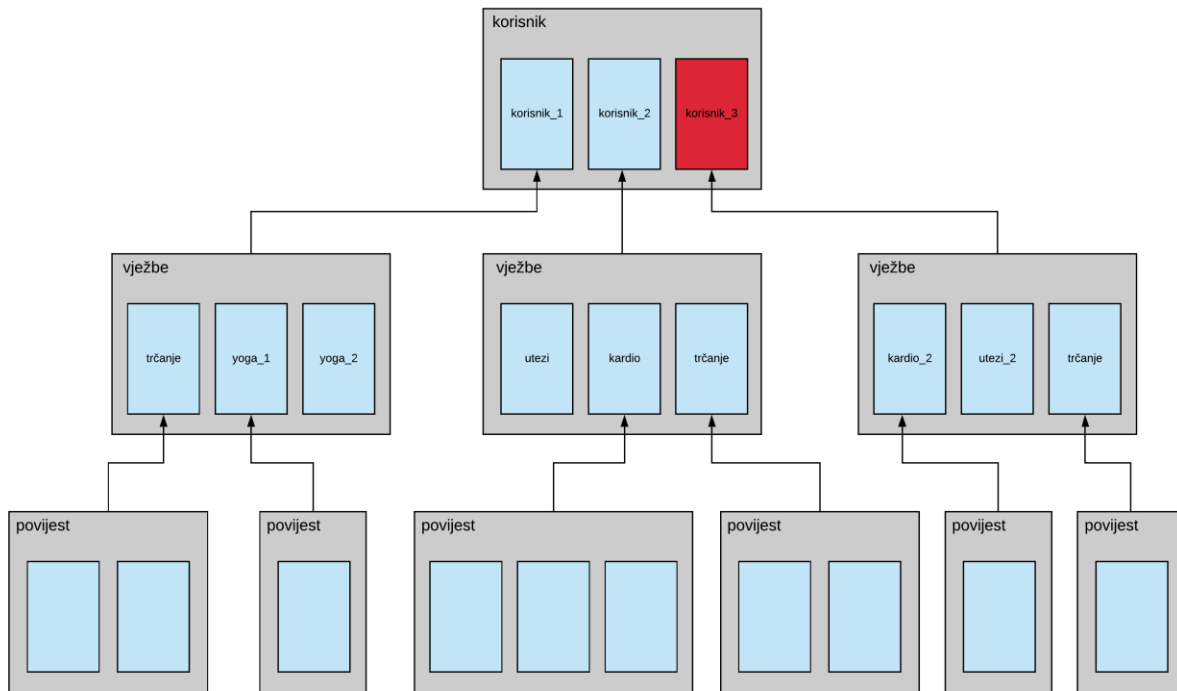 korisnik
korisnik_1
korisnik_2
korisnik_3
vježbe
vježbe
vježbe
trčanje
yoga_1
yoga_2
utezi
kardio
trčanje
kardio_2
utezi_2
trčanje
povijest
povijest
povijest
povijest
povijest
povijest